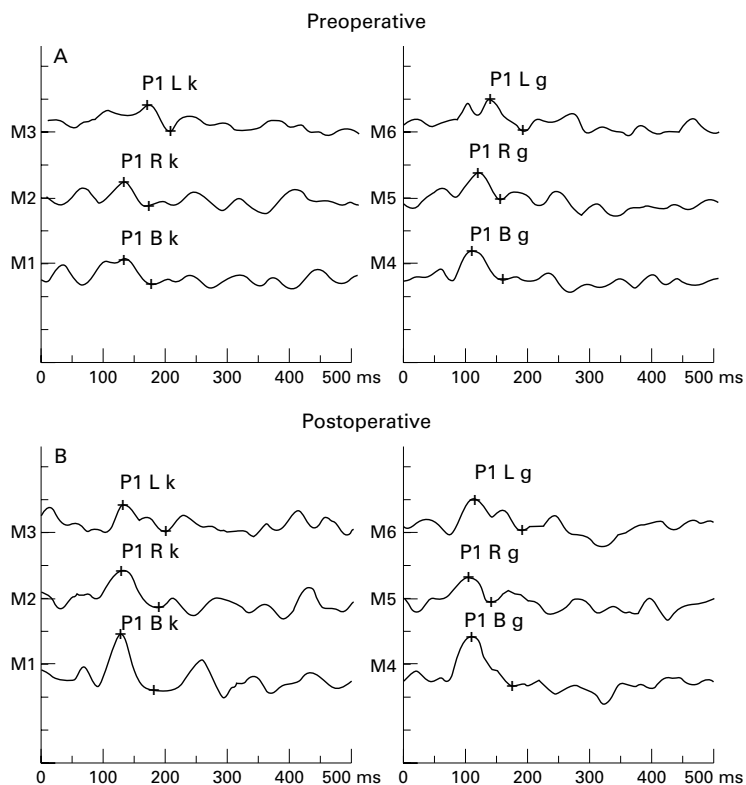 Preoperative
A
P1 L k
M3
P1 R k
M2
P1 B k
M1
0 100 200 300 400 500 ms
P1 L g
M6
P1 R g
M5
P1 B g
M4
0 100 200 300 400 500 ms
Postoperative
B
P1 L k
M3
P1 R k
M2
P1 B k
M1
0 100 200 300 400 500 ms
P1 L g
M6
P1 R g
M5
P1 B g
M4
0 100 200 300 400 500 ms